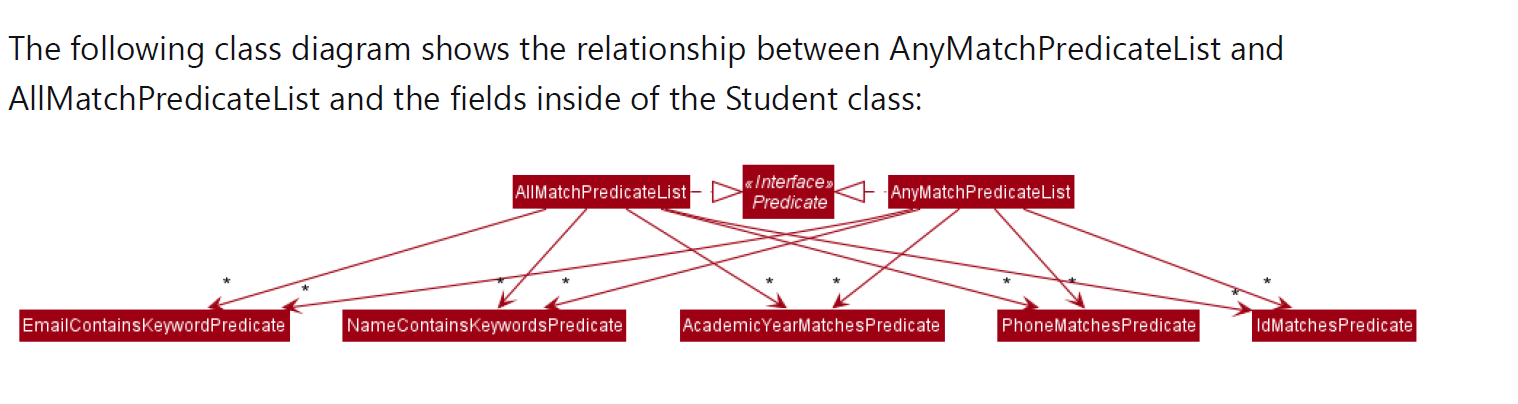 The following class diagram shows the relationship between AnyMatchPredicateList and
AllMatchPredicateList and the fields inside of the Student class:
AllMatchPredicateList
«Interface»
Predicate
AnyMatchPredicateList
* * * * * * * * * *
EmailContainsKeywordPredicate
NameContainsKeywordsPredicate
AcademicYearMatchesPredicate
PhoneMatchesPredicate
IdMatchesPredicate